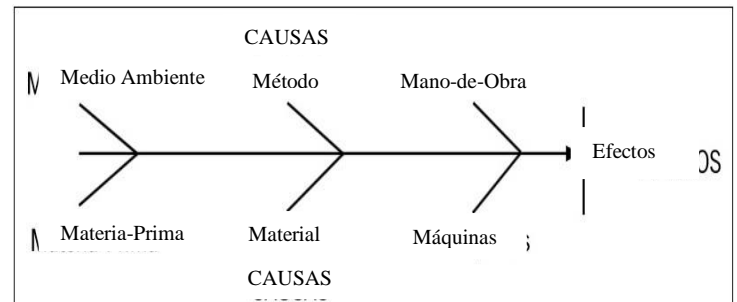 CAUSAS
Medio Ambiente Método Mano-de-Obra
Efectos
Materia-Prima Material Máquinas
CAUSAS